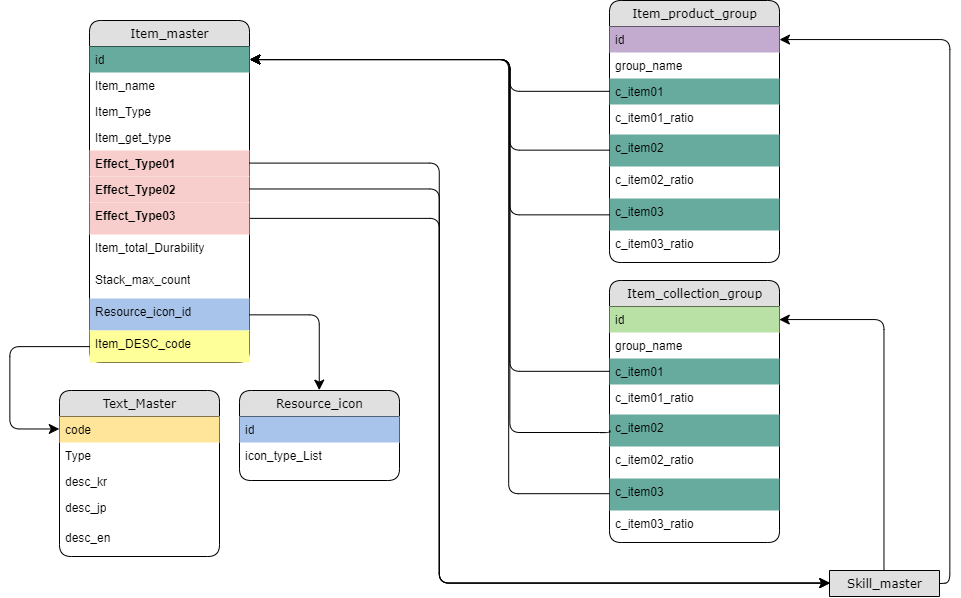 Item_master
id
Item_name
Item_Type
Item_get_type
Effect_Type01
Effect_Type02
Effect_Type03
Item_total_Durability
Stack_max_count
Resource_icon_id
Item_DESC_code
Text_Master
code
Type
desc_kr
desc_jp
desc_en
Resource_icon
id
icon_type_List
Item_product_group
id
group_name
c_item01
c_item01_ratio
c_item02
c_item02_ratio
c_item03
c_item03_ratio
Item_collection_group
id
group_name
c_item01
c_item01_ratio
c_item02
c_item02_ratio
c_item03
c_item03_ratio
Skill_master